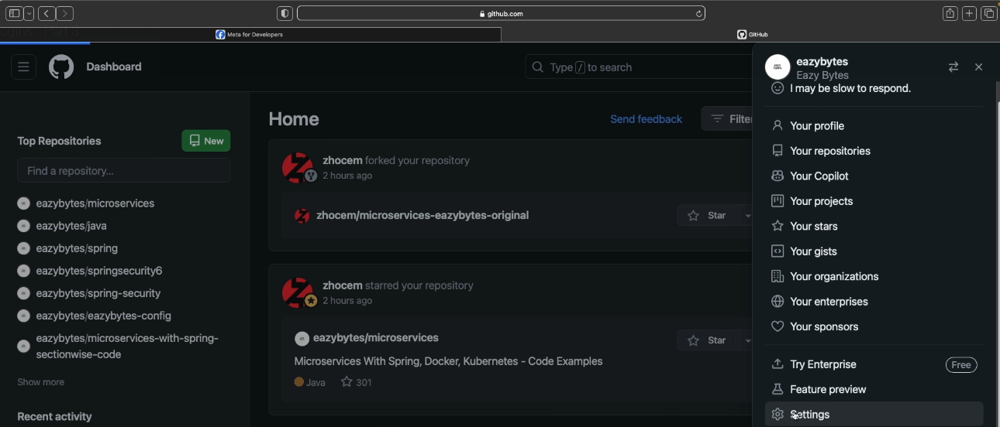 github.com
Meta for Developers
GitHub
Dashboard
Type / to search
eazybytes
Eazy Bytes
I may be slow to respond.
Top Repositories
New
Find a repository...
eazybytes/microservices
eazybytes/java
eazybytes/spring
eazybytes/springsecurity6
eazybytes/spring-security
eazybytes/eazybytes-config
eazybytes/microservices-with-spring-
sectionwise-code
Show more
Recent activity
Home
Send feedback
Filter
zhocem forked your repository
2 hours ago
zhocem/microservices-eazybytes-original
Star
zhocem starred your repository
2 hours ago
eazybytes/microservices
Star
Microservices With Spring, Docker, Kubernetes - Code Examples
Java 301
Your profile
Your repositories
Your Copilot
Your projects
Your stars
Your gists
Your organizations
Your enterprises
Your sponsors
Try Enterprise Free
Feature preview
Settings